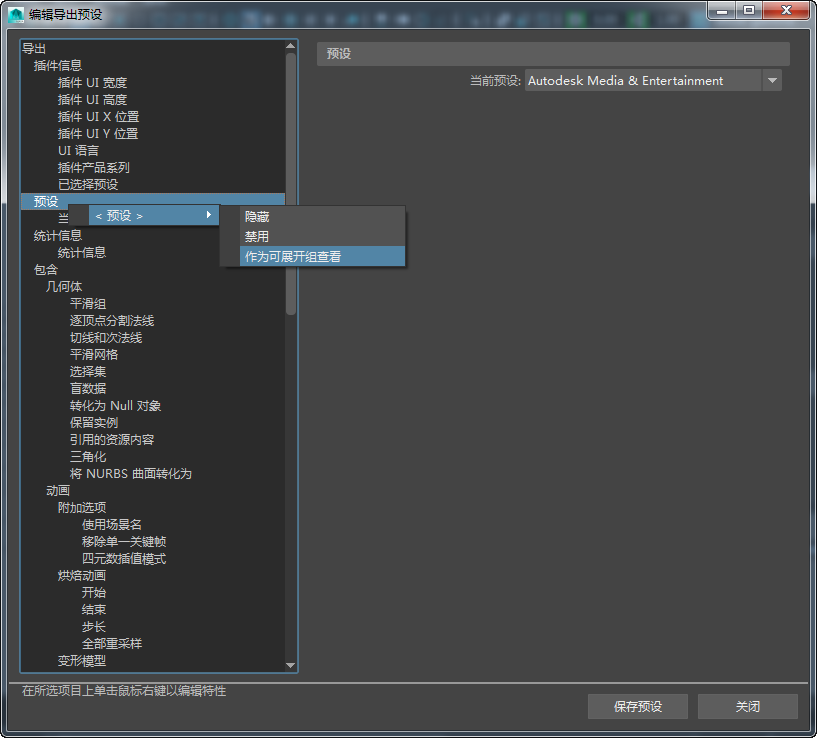 编辑导出预设
导出
插件信息
插件 UI 宽度
插件 UI 高度
插件 UI X 位置
插件 UI Y 位置
UI 语言
插件产品系列
已选择预设
预设
当
< 预设 >
隐藏
禁用
作为可展开组查看
统计信息
统计信息
包含
几何体
平滑组
逐顶点分割法线
切线和次法线
平滑网格
选择集
盲数据
转化为 Null 对象
保留实例
引用的资源内容
三角化
将 NURBS 曲面转化为
动画
附加选项
使用场景名
移除单一关键帧
四元数插值模式
烘焙动画
开始
结束
步长
全部重采样
变形模型
预设
当前预设: Autodesk Media & Entertainment
在所选项目上单击鼠标右键以编辑特性
保存预设
关闭